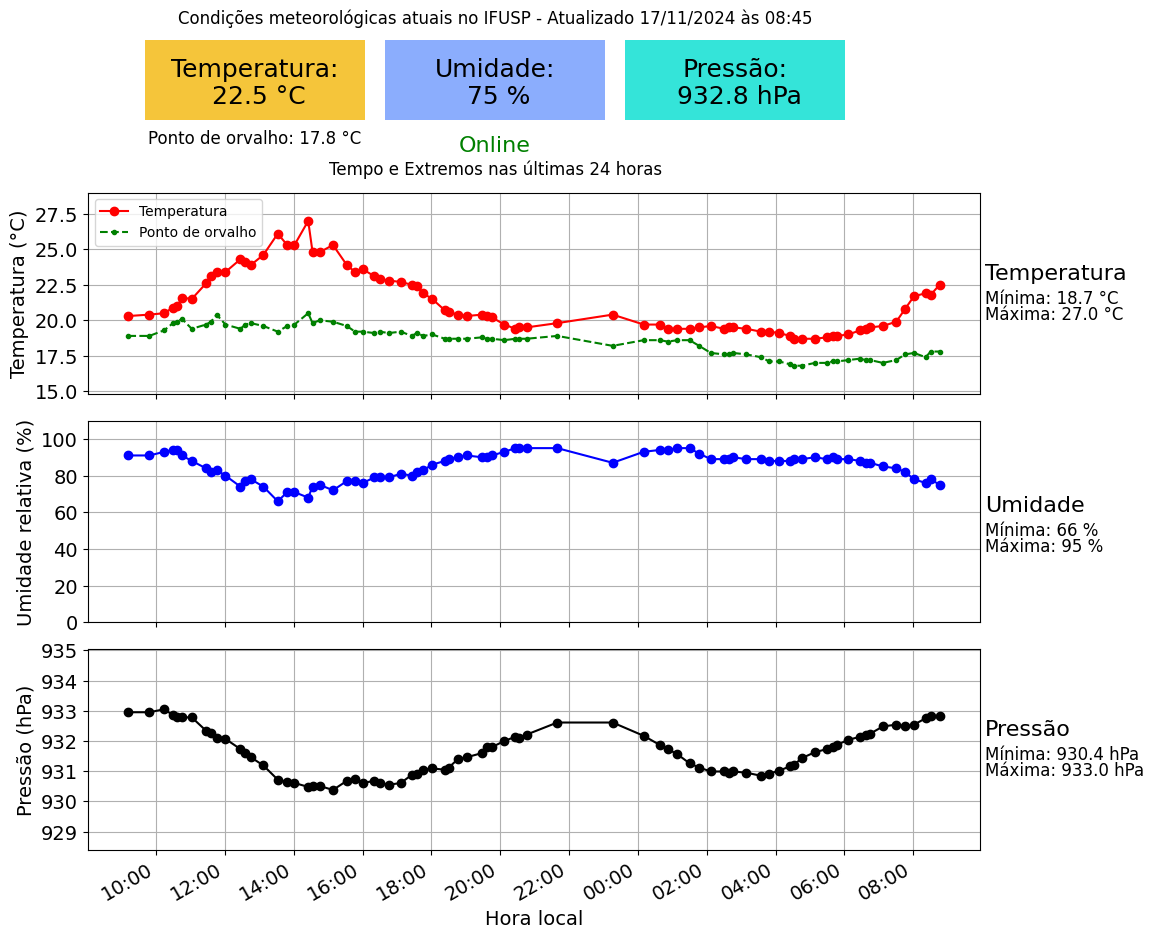 Condições meteorológicas atuais no IFUSP - Atualizado 17/11/2024 às 08:45
Temperatura:
22.5 °C
Umidade:
75 %
Pressão:
932.8 hPa
Ponto de orvalho: 17.8 °C
Online
Tempo e Extremos nas últimas 24 horas
Temperatura (°C)
27.5
25.0
22.5
20.0
17.5
15.0
Temperatura
Ponto de orvalho
Temperatura
Mínima: 18.7 °C
Máxima: 27.0 °C
Umidade relativa (%)
100
80
60
40
20
0
Umidade
Mínima: 66 %
Máxima: 95 %
Pressão (hPa)
935
934
933
932
931
930
929
Pressão
Mínima: 930.4 hPa
Máxima: 933.0 hPa
10:00 12:00 14:00 16:00 18:00 20:00 22:00 00:00 02:00 04:00 06:00 08:00
Hora local